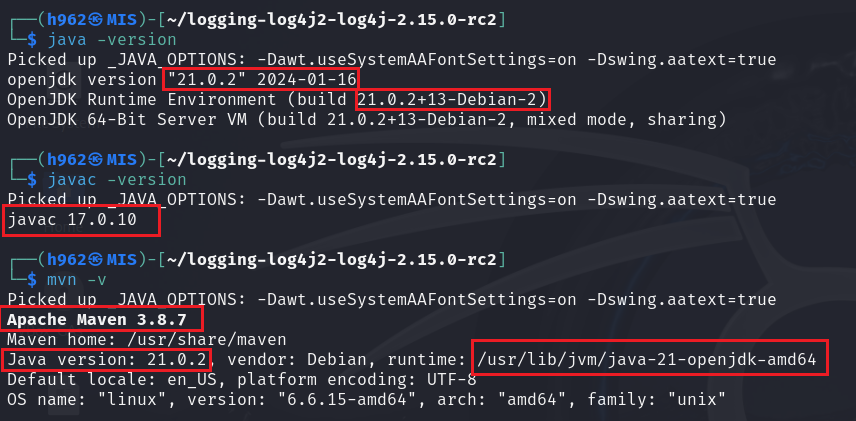 ┌──(h962㉿MIS)-[~/logging-log4j2-log4j-2.15.0-rc2]
└─$ java -version
Picked up _JAVA_OPTIONS: -Dawt.useSystemAAFontSettings=on -Dswing.aatext=true
openjdk version "21.0.2" 2024-01-16
OpenJDK Runtime Environment (build 21.0.2+13-Debian-2)
OpenJDK 64-Bit Server VM (build 21.0.2+13-Debian-2, mixed mode, sharing)
┌──(h962㉿MIS)-[~/logging-log4j2-log4j-2.15.0-rc2]
└─$ javac -version
Picked up _JAVA_OPTIONS: -Dawt.useSystemAAFontSettings=on -Dswing.aatext=true
javac 17.0.10
┌──(h962㉿MIS)-[~/logging-log4j2-log4j-2.15.0-rc2]
└─$ mvn -v
Picked up _JAVA_OPTIONS: -Dawt.useSystemAAFontSettings=on -Dswing.aatext=true
Apache Maven 3.8.7
Maven home: /usr/share/maven
Java version: 21.0.2, vendor: Debian, runtime: /usr/lib/jvm/java-21-openjdk-amd64
Default locale: en_US, platform encoding: UTF-8
OS name: "linux", version: "6.6.15-amd64", arch: "amd64", family: "unix"